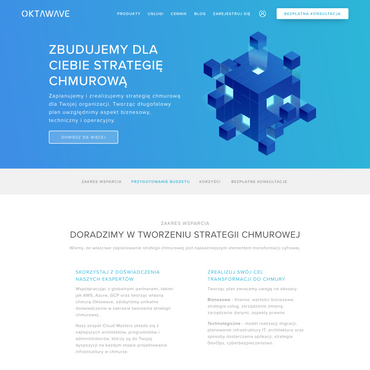 OKTAWAVE PRODUKTY USŁUGI CENNIK BLOG ZAREJESTRUJ SIĘ BEZPŁATNA KONSULTACJA
ZBUDUJEMY DLA
CIEBIE STRATEGIĘ
CHMUROWĄ
Zaplanujemy i zrealizujemy strategię chmurową
dla Twojej organizacji. Tworząc długofalowy
plan uwzględnimy aspekt biznesowy,
techniczny i operacyjny.
DOWIEDZ SIĘ WIĘCEJ
ZAKRES WSPARCIA PRZYGOTOWANIE BUDŻETU KORZYŚCI BEZPŁATNE KONSULTACJE
ZAKRES WSPARCIA
DORADZIMY W TWORZENIU STRATEGII CHMUROWEJ
Wiemy, że właściwe zaplanowanie strategii chmurowej jest najważniejszym elementem transformacji cyfrowej.
SKORZYSTAJ Z DOŚWIADCZENIA
NASZYCH EKSPERTÓW
Współpracując z globalnymi partnerami, takimi
jak AWS, Azure, GCP oraz tworząc własną
chmurę Oktawave, zdobyliśmy unikalne
doświadczenie w zakresie tworzenia strategii
chmurowej.
Nasz zespół Cloud Masters składa się z
najlepszych architektów, programistów i
administratorów, którzy są do Twojej
dyspozycji na każdym etapie projektowania
infrastruktury w chmurze.
ZREALIZUJ SWÓJ CEL
TRANSFORMACJI DO CHMURY
Tworząc plan zwracamy uwagę na obszary:
Biznesowe - finanse, wartości biznesowe,
strategia usług, zarządzanie zmianą,
zarządzanie danymi, aspekty prawne.
Technologiczne - model realizacji migracji,
planowanie infrastruktury IT, architektura oraz
sposoby dostarczania aplikacji, strategia
DevOps, cyberbezpieczeństwo.